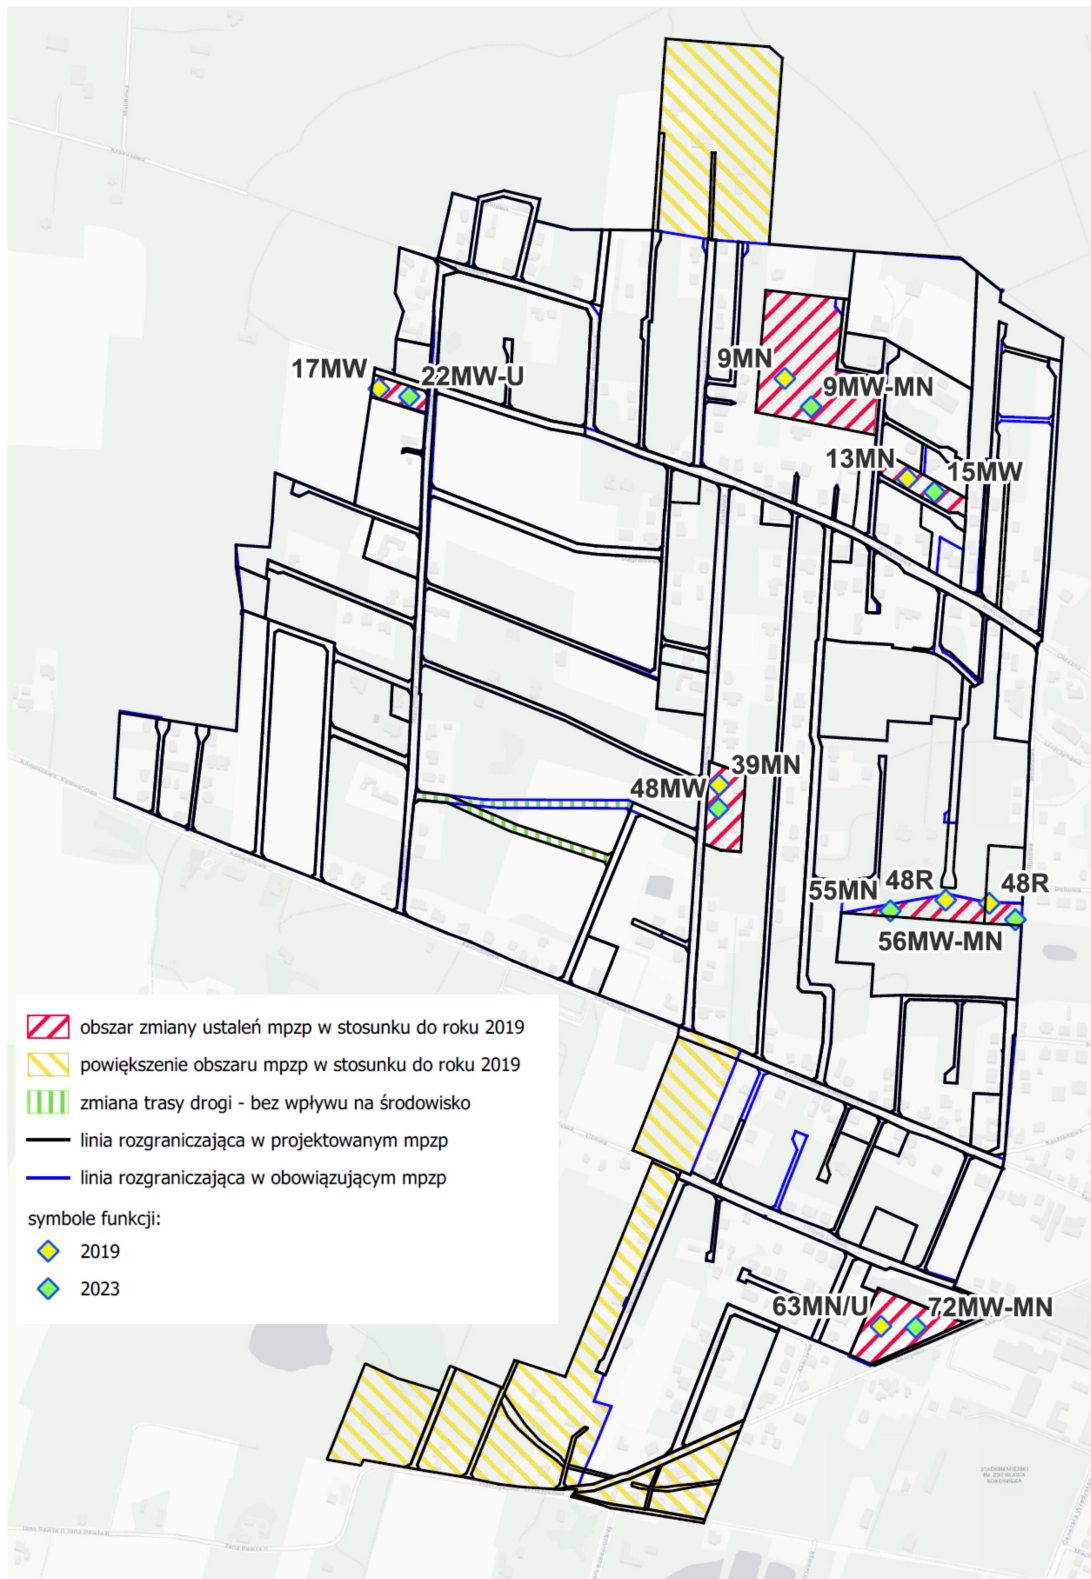 17MW
22MW-U
9MN
9MW-MN
13MN
15MW
39MN
48MW
55MN
48R
48R
56MW-MN
63MN/U
72MW-MN
obszar zmiany ustaleń mpzp w stosunku do roku 2019
powiększenie obszaru mpzp w stosunku do roku 2019
zmiana trasy drogi - bez wpływu na środowisko
linia rozgraniczająca w projektowanym mpzp
linia rozgraniczająca w obowiązującym mpzp
symbole funkcji:
2019
2023
STADION MIEJSKI